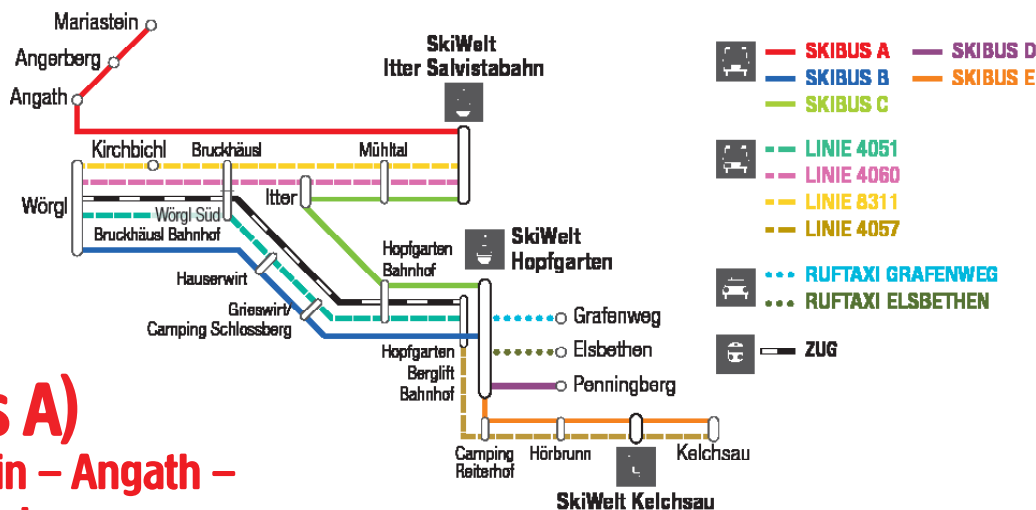 Mariastein
Angerberg
Angath
SkiWelt
Itter Salvistabahn
SKIBUS A
SKIBUS B
SKIBUS C
SKIBUS D
SKIBUS E
Kirchbichl
Bruckhäusl
Mühltal
LINIE 4051
LINIE 4060
LINIE 8311
LINIE 4057
Wörgl
Itter
Wörgl Süd
Bruckhäusl Bahnhof
Hopfgarten
Bahnhof
SkiWelt
Hopfgarten
Hauserwirt
RUFTAXI GRAFENWEG
RUFTAXI ELSBETHEN
Grieswirt/
Camping Schlossberg
Grafenweg
Elsbethen
Penningberg
ZUG
Hopfgarten
Berglift
Bahnhof
Camping
Reiterhof
Hörbrunn
Kelchsau
SkiWelt Kelchsau
s A)
in – Angath –